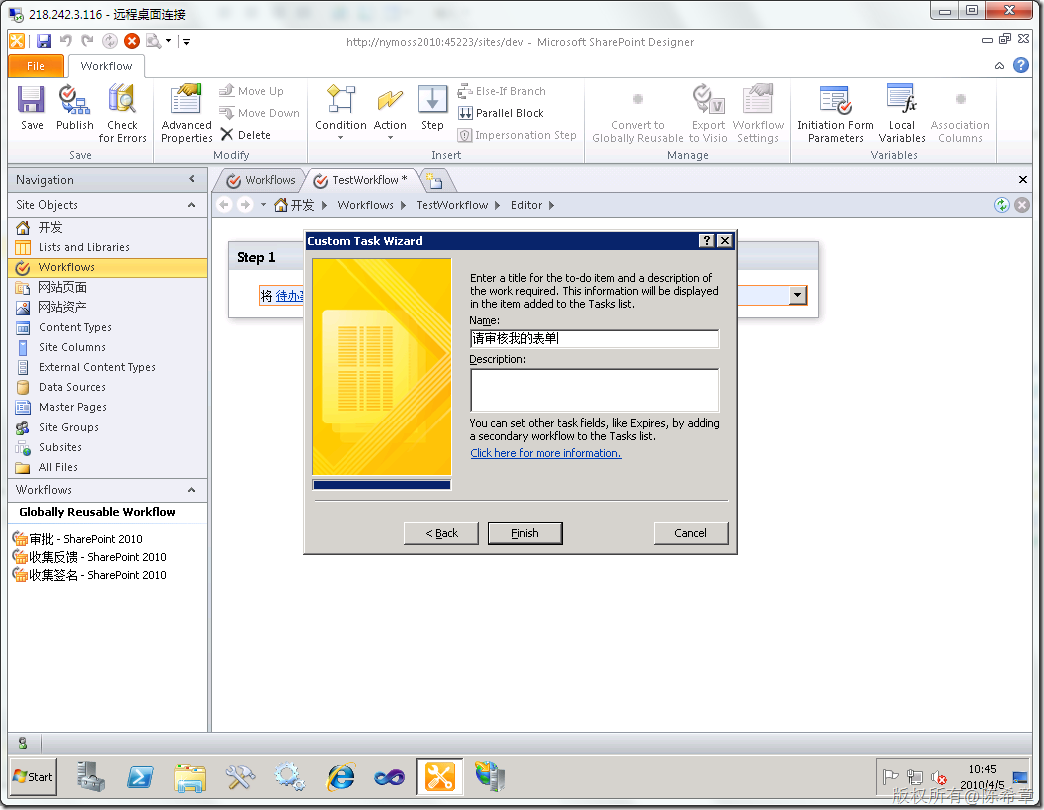 218.242.3.116 - 远程桌面连接
http://nymoss2010:45223/sites/dev - Microsoft SharePoint Designer
File
Workflow
Save
Publish
Check for Errors
Save
Advanced Properties
Move Up
Move Down
Delete
Modify
Condition
Action
Step
Else-If Branch
Parallel Block
Impersonation Step
Insert
Convert to Globally Reusable
Export to Visio
Workflow Settings
Manage
Initiation Form Parameters
Local Variables
Association Columns
Variables
Navigation
Site Objects
开发
Lists and Libraries
Workflows
网站页面
网站资产
Content Types
Site Columns
External Content Types
Data Sources
Master Pages
Site Groups
Subsites
All Files
Workflows
Globally Reusable Workflow
审批 - SharePoint 2010
收集反馈 - SharePoint 2010
收集签名 - SharePoint 2010
Workflows
TestWorkflow *
开发 Workflows TestWorkflow Editor
Step 1
将 待办
Custom Task Wizard
Enter a title for the to-do item and a description of
the work required. This information will be displayed
in the item added to the Tasks list.
Name:
请审核我的表单
Description:
You can set other task fields, like Expires, by adding
a secondary workflow to the Tasks list.
Click here for more information.
< Back
Finish
Cancel
Start
10:45
2010/4/5
版权所有@陈希章